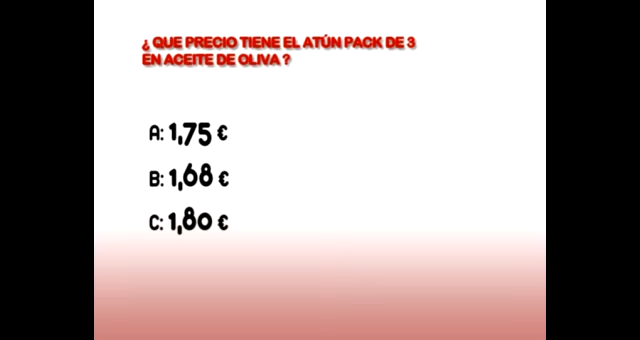 ¿ QUE PRECIO TIENE EL ATÚN PACK DE 3
EN ACEITE DE OLIVA ?
A: 1,75 €
B: 1,68 €
C: 1,80 €